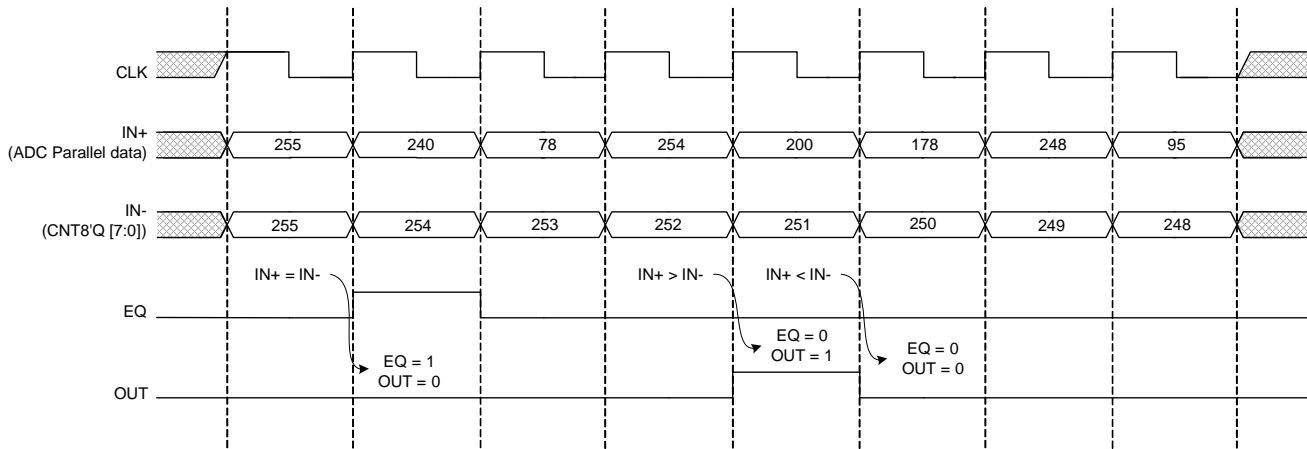 CLK
IN+
(ADC Parallel data)
255 240 78 254 200 178 248 95
IN-
(CNT8'Q [7:0])
255 254 253 252 251 250 249 248
IN+ = IN- IN+ > IN- IN+ < IN-
EQ
EQ = 1
OUT = 0
EQ = 0
OUT = 1
EQ = 0
OUT = 0
OUT